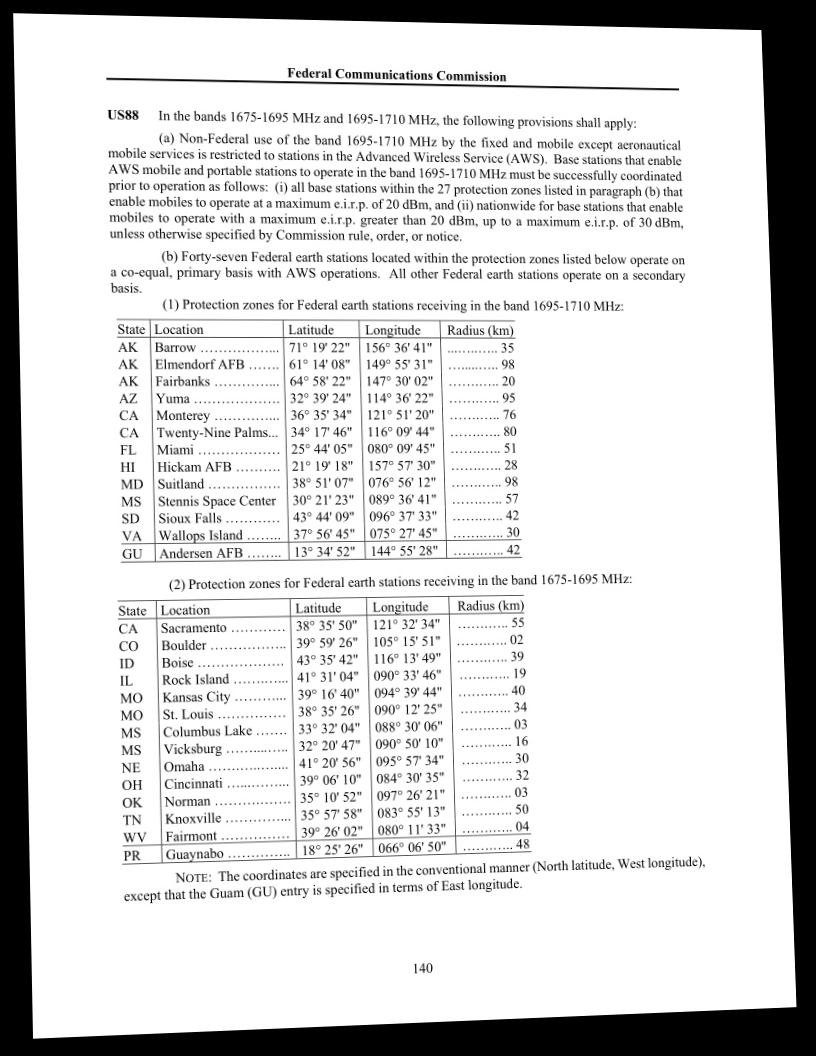 Federal Communications Commission
US88 In the bands 1675-1695 MHz and 1695-1710 MHz, the following provisions shall apply:
(a) Non-Federal use of the band 1695-1710 MHz by the fixed and mobile except aeronautical
mobile services is restricted to stations in the Advanced Wireless Service (AWS). Base stations that enable
AWS mobile and portable stations to operate in the band 1695-1710 MHz must be successfully coordinated
prior to operation as follows: (i) all base stations within the 27 protection zones listed in paragraph (b) that
enable mobiles to operate at a maximum e.i.r.p. of 20 dBm, and (ii) nationwide for base stations that enable
mobiles to operate with a maximum e.i.r.p. greater than 20 dBm, up to a maximum e.i.r.p. of 30 dBm,
unless otherwise specified by Commission rule, order, or notice.
(b) Forty-seven Federal earth stations located within the protection zones listed below operate on
a co-equal, primary basis with AWS operations. All other Federal earth stations operate on a secondary
basis.
(1) Protection zones for Federal earth stations receiving in the band 1695-1710 MHz:
State Location Latitude Longitude Radius (km)
AK Barrow .................. 71° 19' 22" 156° 36' 41" ............. 35
AK Elmendorf AFB ....... 61° 14' 08" 149° 55' 31" ............ 98
AK Fairbanks ............... 64° 58' 22" 147° 30' 02" ............ 20
AZ Yuma .................... 32° 39' 24" 114° 36' 22" ............ 95
CA Monterey ............... 36° 35' 34" 121° 51' 20" ............ 76
CA Twenty-Nine Palms... 34° 17' 46" 116° 09' 44" ............ 80
FL Miami .................. 25° 44' 05" 080° 09' 45" ............ 51
HI Hickam AFB .......... 21° 19' 18" 157° 57' 30" ............ 28
MD Suitland ................ 38° 51' 07" 076° 56' 12" ............ 98
MS Stennis Space Center 30° 21' 23" 089° 36' 41" ............ 57
SD Sioux Falls ............ 43° 44' 09" 096° 37' 33" ............ 42
VA Wallops Island ........ 37° 56' 45" 075° 27' 45" ............ 30
GU Andersen AFB ........ 13° 34' 52" 144° 55' 28" ............ 42
(2) Protection zones for Federal earth stations receiving in the band 1675-1695 MHz:
State Location Latitude Longitude Radius (km)
CA Sacramento ............ 38° 35' 50" 121° 32' 34" ............ 55
CO Boulder ................. 39° 59' 26" 105° 15' 51" ............ 02
ID Boise .................... 43° 35' 42" 116° 13' 49" ............ 39
IL Rock Island ............. 41° 31' 04" 090° 33' 46" ............ 19
MO Kansas City ........... 39° 16' 40" 094° 39' 44" ............ 40
MO St. Louis ............... 38° 35' 26" 090° 12' 25" ............ 34
MS Columbus Lake ....... 33° 32' 04" 088° 30' 06" ............ 03
MS Vicksburg .............. 32° 20' 47" 090° 50' 10" ............ 16
NE Omaha .................. 41° 20' 56" 095° 57' 34" ............ 30
OH Cincinnati .............. 39° 06' 10" 084° 30' 35" ............ 32
OK Norman ................. 35° 10' 52" 097° 26' 21" ............ 03
TN Knoxville .............. 35° 57' 58" 083° 55' 13" ............ 50
WV Fairmont ............... 39° 26' 02" 080° 11' 33" ............ 04
PR Guaynabo .............. 18° 25' 26" 066° 06' 50" ............ 48
NOTE: The coordinates are specified in the conventional manner (North latitude, West longitude),
except that the Guam (GU) entry is specified in terms of East longitude.
140